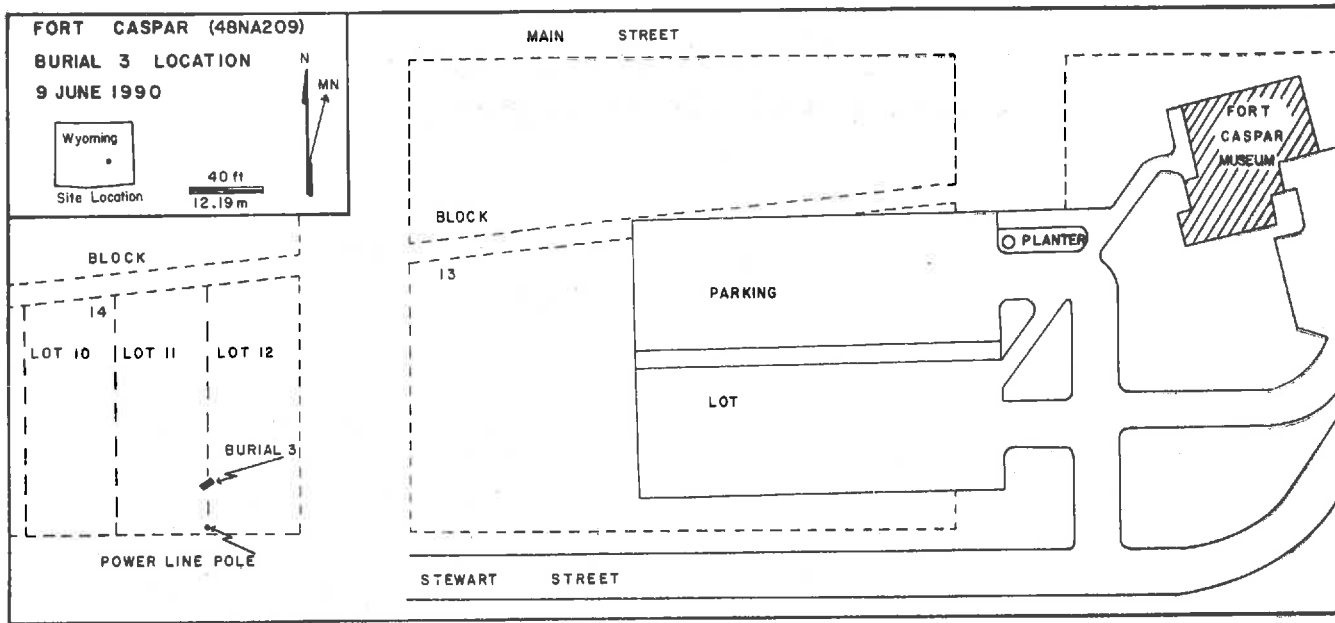 FORT CASPAR (48NA209)
BURIAL 3 LOCATION
9 JUNE 1990
N
MN
Wyoming
Site Location
40 ft
12.19 m
MAIN STREET
FORT
CASPAR
MUSEUM
BLOCK
13
PLANTER
BLOCK
14
PARKING
LOT 10
LOT 11
LOT 12
LOT
BURIAL 3
POWER LINE POLE
STEWART STREET